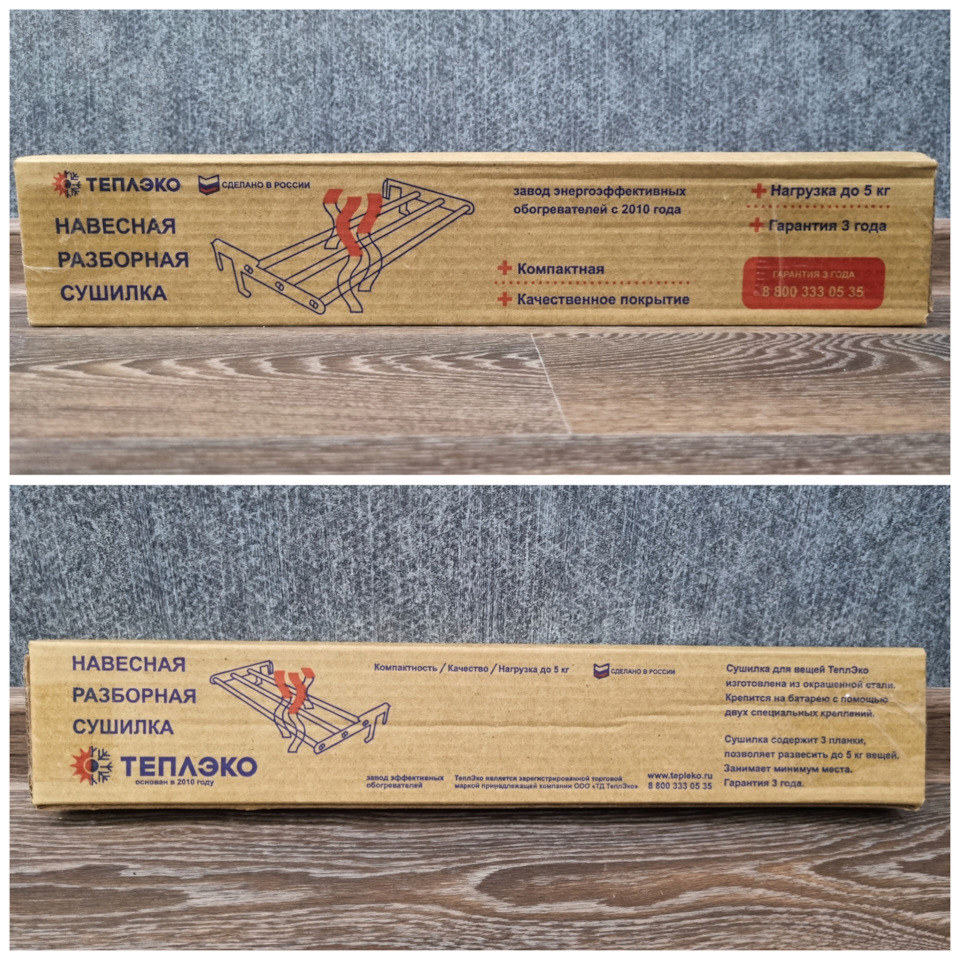 ТЕПЛЭКО
СДЕЛАНО В РОССИИ
НАВЕСНАЯ
РАЗБОРНАЯ
СУШИЛКА
завод энергоэффективных
обогревателей с 2010 года
+ Компактная
+ Качественное покрытие
+ Нагрузка до 5 кг
+ Гарантия 3 года
ГАРАНТИЯ 3 ГОДА
8 800 333 05 35
НАВЕСНАЯ
РАЗБОРНАЯ
СУШИЛКА
ТЕПЛЭКО
основан в 2010 году
Компактность / Качество / Нагрузка до 5 кг
СДЕЛАНО В РОССИИ
завод эффективных
обогревателей
ТеплЭко является зарегистрированной торговой
маркой принадлежащей компании ООО «ТД ТеплЭко»
www.tepleko.ru
8 800 333 05 35
Сушилка для вещей ТеплЭко
изготовлена из окрашенной стали.
Крепится на батарею с помощью
двух специальных креплений.
Сушилка содержит 3 планки,
позволяет развесить до 5 кг вещей.
Занимает минимум места.
Гарантия 3 года.